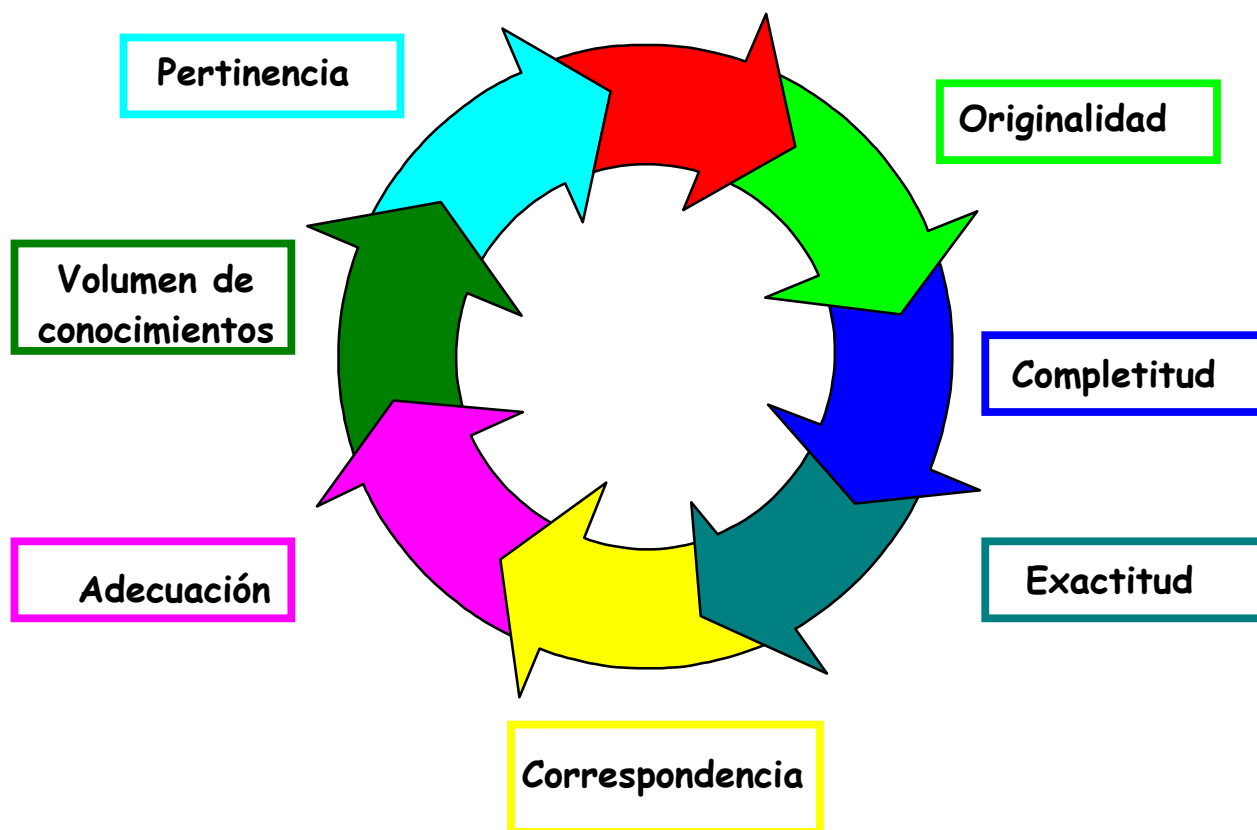 Pertinencia
Originalidad
Volumen de
conocimientos
Completitud
Adecuación
Exactitud
Correspondencia